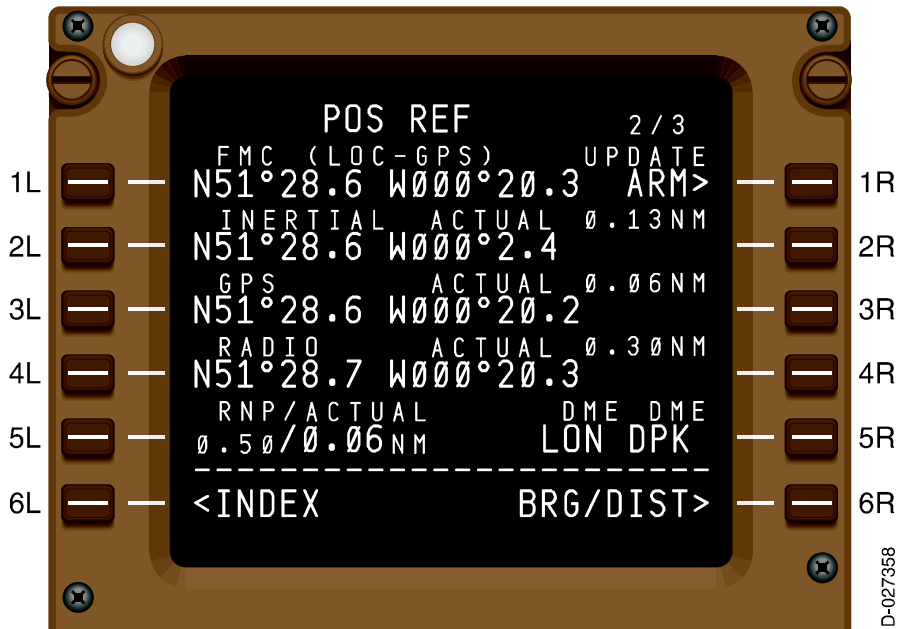 POS REF 2/3
FMC (LOC-GPS) UPDATE
1L N51°28.6 W000°20.3 ARM> 1R
INERTIAL ACTUAL 0.13NM
2L N51°28.6 W000°2.4 2R
GPS ACTUAL 0.06NM
3L N51°28.6 W000°20.2 3R
RADIO ACTUAL 0.30NM
4L N51°28.7 W000°20.3 4R
RNP/ACTUAL DME DME
5L 0.50/0.06NM LON DPK 5R
------------------------
6L <INDEX BRG/DIST> 6R
D-027358